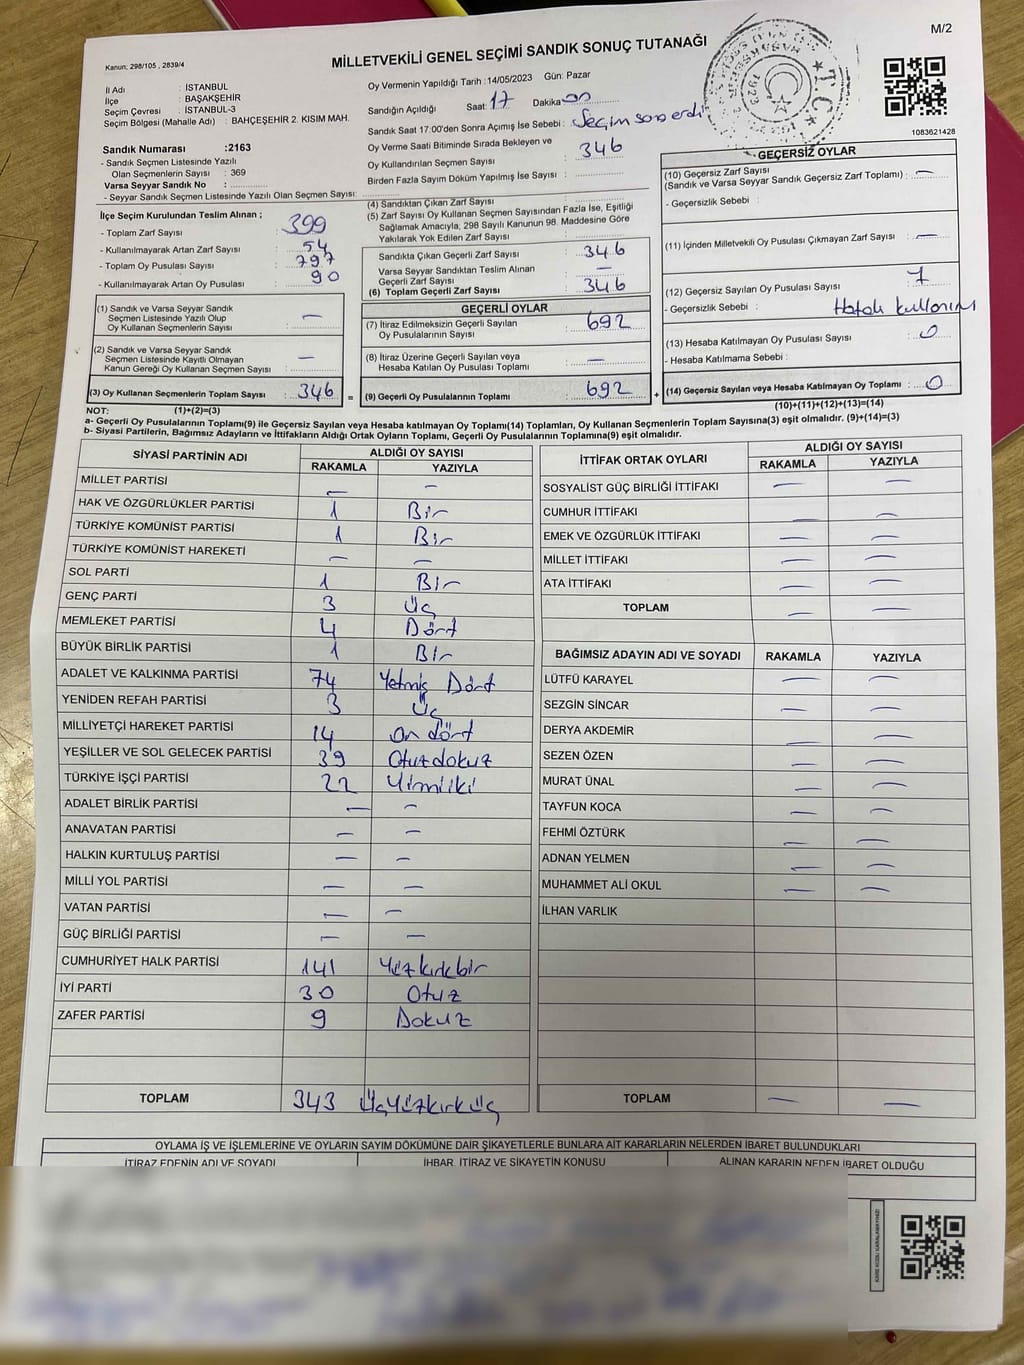 M/2
Kanun: 298/105 , 2839/4
MİLLETVEKİLİ GENEL SEÇİMİ SANDIK SONUÇ TUTANAĞI
1083621428
İl Adı : İSTANBUL
İlçe : BAŞAKŞEHİR
Seçim Çevresi : İSTANBUL-3
Seçim Bölgesi (Mahalle Adı) : BAHÇEŞEHİR 2. KISIM MAH.
Sandık Numarası :2163
- Sandık Seçmen Listesinde Yazılı
Olan Seçmenlerin Sayısı : 369
Varsa Seyyar Sandık No :
- Seyyar Sandık Seçmen Listesinde Yazılı Olan Seçmen Sayısı:
Oy Vermenin Yapıldığı Tarih : 14/05/2023 Gün: Pazar
Sandığın Açıldığı Saat: 17 Dakika: 00
Sandık Saat 17:00'den Sonra Açmış İse Sebebi : Seçim sona erdi
Oy Verme Saati Bitiminde Sırada Bekleyen ve
Oy Kullandırılan Seçmen Sayısı : 346
Birden Fazla Sayım Döküm Yapılmış İse Sayısı :
İlçe Seçim Kurulundan Teslim Alınan ;
- Toplam Zarf Sayısı : 399
- Kullanılmayarak Artan Zarf Sayısı : 54
- Toplam Oy Pusulası Sayısı : 797
- Kullanılmayarak Artan Oy Pusulası : 90
(1) Sandık ve Varsa Seyyar Sandık
Seçmen Listesinde Yazılı Olup
Oy Kullanan Seçmenlerin Sayısı : —
(2) Sandık ve Varsa Seyyar Sandık
Seçmen Listesinde Kayıtlı Olmayan
Kanun Gereği Oy Kullanan Seçmen Sayısı : —
(3) Oy Kullanan Seçmenlerin Toplam Sayısı : 346 =
(4) Sandıktan Çıkan Zarf Sayısı :
(5) Zarf Sayısı Oy Kullanan Seçmen Sayısından Fazla İse, Eşitliği
Sağlamak Amacıyla, 298 Sayılı Kanunun 98. Maddesine Göre
Yakılarak Yok Edilen Zarf Sayısı :
Sandıkta Çıkan Geçerli Zarf Sayısı : 346
Varsa Seyyar Sandıktan Teslim Alınan
Geçerli Zarf Sayısı : —
(6) Toplam Geçerli Zarf Sayısı : 346
GEÇERLİ OYLAR
(7) İtiraz Edilmeksizin Geçerli Sayılan
Oy Pusulalarının Sayısı : 692
(8) İtiraz Üzerine Geçerli Sayılan veya
Hesaba Katılan Oy Pusulası Toplamı : —
(9) Geçerli Oy Pusulalarının Toplamı : 692 +
GEÇERSİZ OYLAR
(10) Geçersiz Zarf Sayısı
(Sandık ve Varsa Seyyar Sandık Geçersiz Zarf Toplamı) : —
- Geçersizlik Sebebi :
(11) İçinden Milletvekili Oy Pusulası Çıkmayan Zarf Sayısı : —
(12) Geçersiz Sayılan Oy Pusulası Sayısı : 7
- Geçersizlik Sebebi : Hatalı kullanım
(13) Hesaba Katılmayan Oy Pusulası Sayısı : 0
- Hesaba Katılmama Sebebi :
(14) Geçersiz Sayılan veya Hesaba Katılmayan Oy Toplamı : 0
(10)+(11)+(12)+(13)=(14)
NOT: (1)+(2)=(3)
a- Geçerli Oy Pusulalarının Toplamı(9) ile Geçersiz Sayılan veya Hesaba katılmayan Oy Toplamı(14) Toplamları, Oy Kullanan Seçmenlerin Toplam Sayısına(3) eşit olmalıdır. (9)+(14)=(3)
b- Siyasi Partilerin, Bağımsız Adayların ve İttifakların Aldığı Ortak Oyların Toplamı, Geçerli Oy Pusulalarının Toplamına(9) eşit olmalıdır.
SİYASİ PARTİNİN ADI ALDIĞI OY SAYISI
RAKAMLA YAZIYLA
MİLLET PARTİSİ — —
HAK VE ÖZGÜRLÜKLER PARTİSİ 1 Bir
TÜRKİYE KOMÜNİST PARTİSİ 1 Bir
TÜRKİYE KOMÜNİST HAREKETİ — —
SOL PARTİ 1 Bir
GENÇ PARTİ 3 Üç
MEMLEKET PARTİSİ 4 Dört
BÜYÜK BİRLİK PARTİSİ 1 Bir
ADALET VE KALKINMA PARTİSİ 74 Yetmiş Dört
YENİDEN REFAH PARTİSİ 3 Üç
MİLLİYETÇİ HAREKET PARTİSİ 14 on dört
YEŞİLLER VE SOL GELECEK PARTİSİ 39 Otuzdokuz
TÜRKİYE İŞÇİ PARTİSİ 22 Yirmiiki
ADALET BİRLİK PARTİSİ — —
ANAVATAN PARTİSİ — —
HALKIN KURTULUŞ PARTİSİ — —
MİLLİ YOL PARTİSİ — —
VATAN PARTİSİ — —
GÜÇ BİRLİĞİ PARTİSİ — —
CUMHURİYET HALK PARTİSİ 141 Yüzkırkbir
İYİ PARTİ 30 Otuz
ZAFER PARTİSİ 9 Dokuz
TOPLAM 343 ÜçYüzkırküç
İTTİFAK ORTAK OYLARI ALDIĞI OY SAYISI
RAKAMLA YAZIYLA
SOSYALİST GÜÇ BİRLİĞİ İTTİFAKI — —
CUMHUR İTTİFAKI — —
EMEK VE ÖZGÜRLÜK İTTİFAKI — —
MİLLET İTTİFAKI — —
ATA İTTİFAKI — —
TOPLAM — —
BAĞIMSIZ ADAYIN ADI VE SOYADI RAKAMLA YAZIYLA
LÜTFÜ KARAYEL — —
SEZGİN SİNCAR — —
DERYA AKDEMİR — —
SEZEN ÖZEN — —
MURAT ÜNAL — —
TAYFUN KOCA — —
FEHMİ ÖZTÜRK — —
ADNAN YELMEN — —
MUHAMMET ALİ OKUL — —
İLHAN VARLIK
TOPLAM — —
OYLAMA İŞ VE İŞLEMLERİNE VE OYLARIN SAYIM DÖKÜMÜNE DAİR ŞİKAYETLERLE BUNLARA AİT KARARLARIN NELERDEN İBARET BULUNDUKLARI
İTİRAZ EDENİN ADI VE SOYADI İHBAR, İTİRAZ VE ŞİKAYETİN KONUSU ALINAN KARARIN NEDEN İBARET OLDUĞU